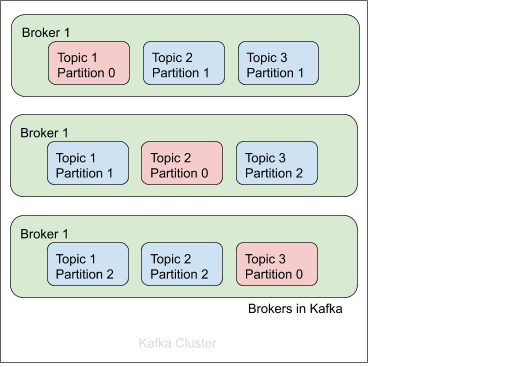 Broker 1
Topic 1
Partition 0
Topic 2
Partition 1
Topic 3
Partition 1
Broker 1
Topic 1
Partition 1
Topic 2
Partition 0
Topic 3
Partition 2
Broker 1
Topic 1
Partition 2
Topic 2
Partition 2
Topic 3
Partition 0
Brokers in Kafka
Kafka Cluster